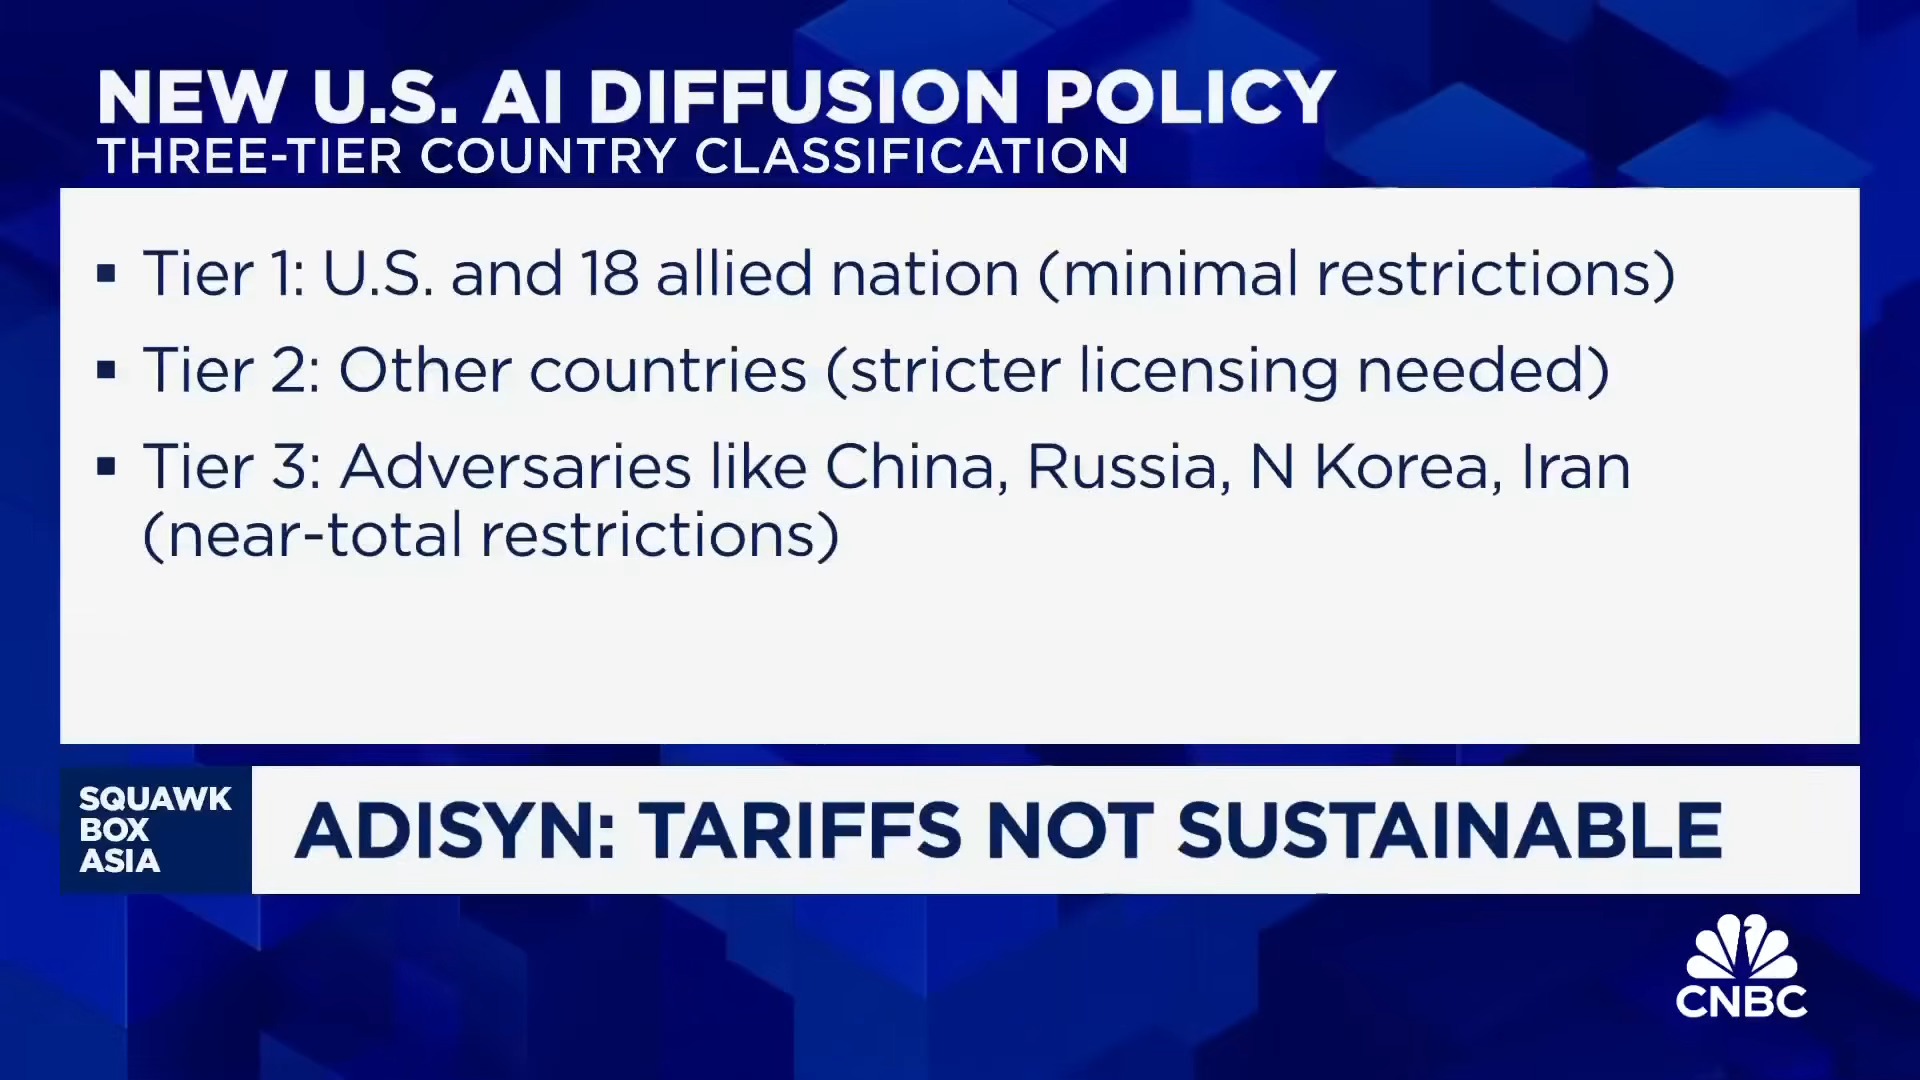 NEW U.S. AI DIFFUSION POLICY
THREE-TIER COUNTRY CLASSIFICATION
▪ Tier 1: U.S. and 18 allied nation (minimal restrictions)
▪ Tier 2: Other countries (stricter licensing needed)
▪ Tier 3: Adversaries like China, Russia, N Korea, Iran
(near-total restrictions)
SQUAWK
BOX
ASIA
ADISYN: TARIFFS NOT SUSTAINABLE
CNBC